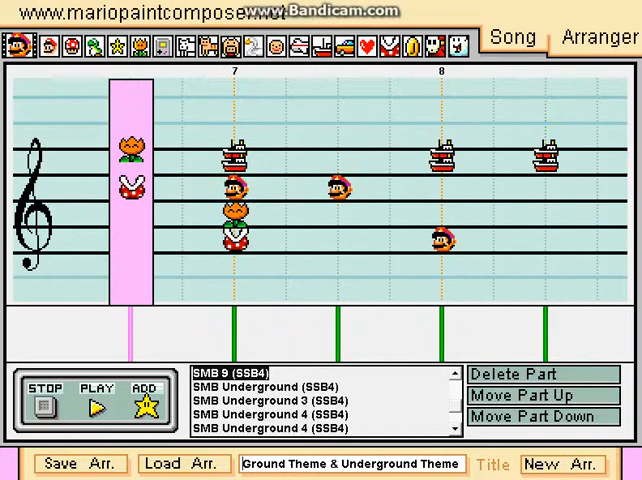 www.mariopaintcomposer.net
www.Bandicam.com
Song
Arranger
7
8
STOP
PLAY
ADD
SMB 9 (SSB4)
SMB Underground (SSB4)
SMB Underground 3 (SSB4)
SMB Underground 4 (SSB4)
SMB Underground 4 (SSB4)
Delete Part
Move Part Up
Move Part Down
Save Arr.
Load Arr.
Ground Theme & Underground Theme
Title
New Arr.